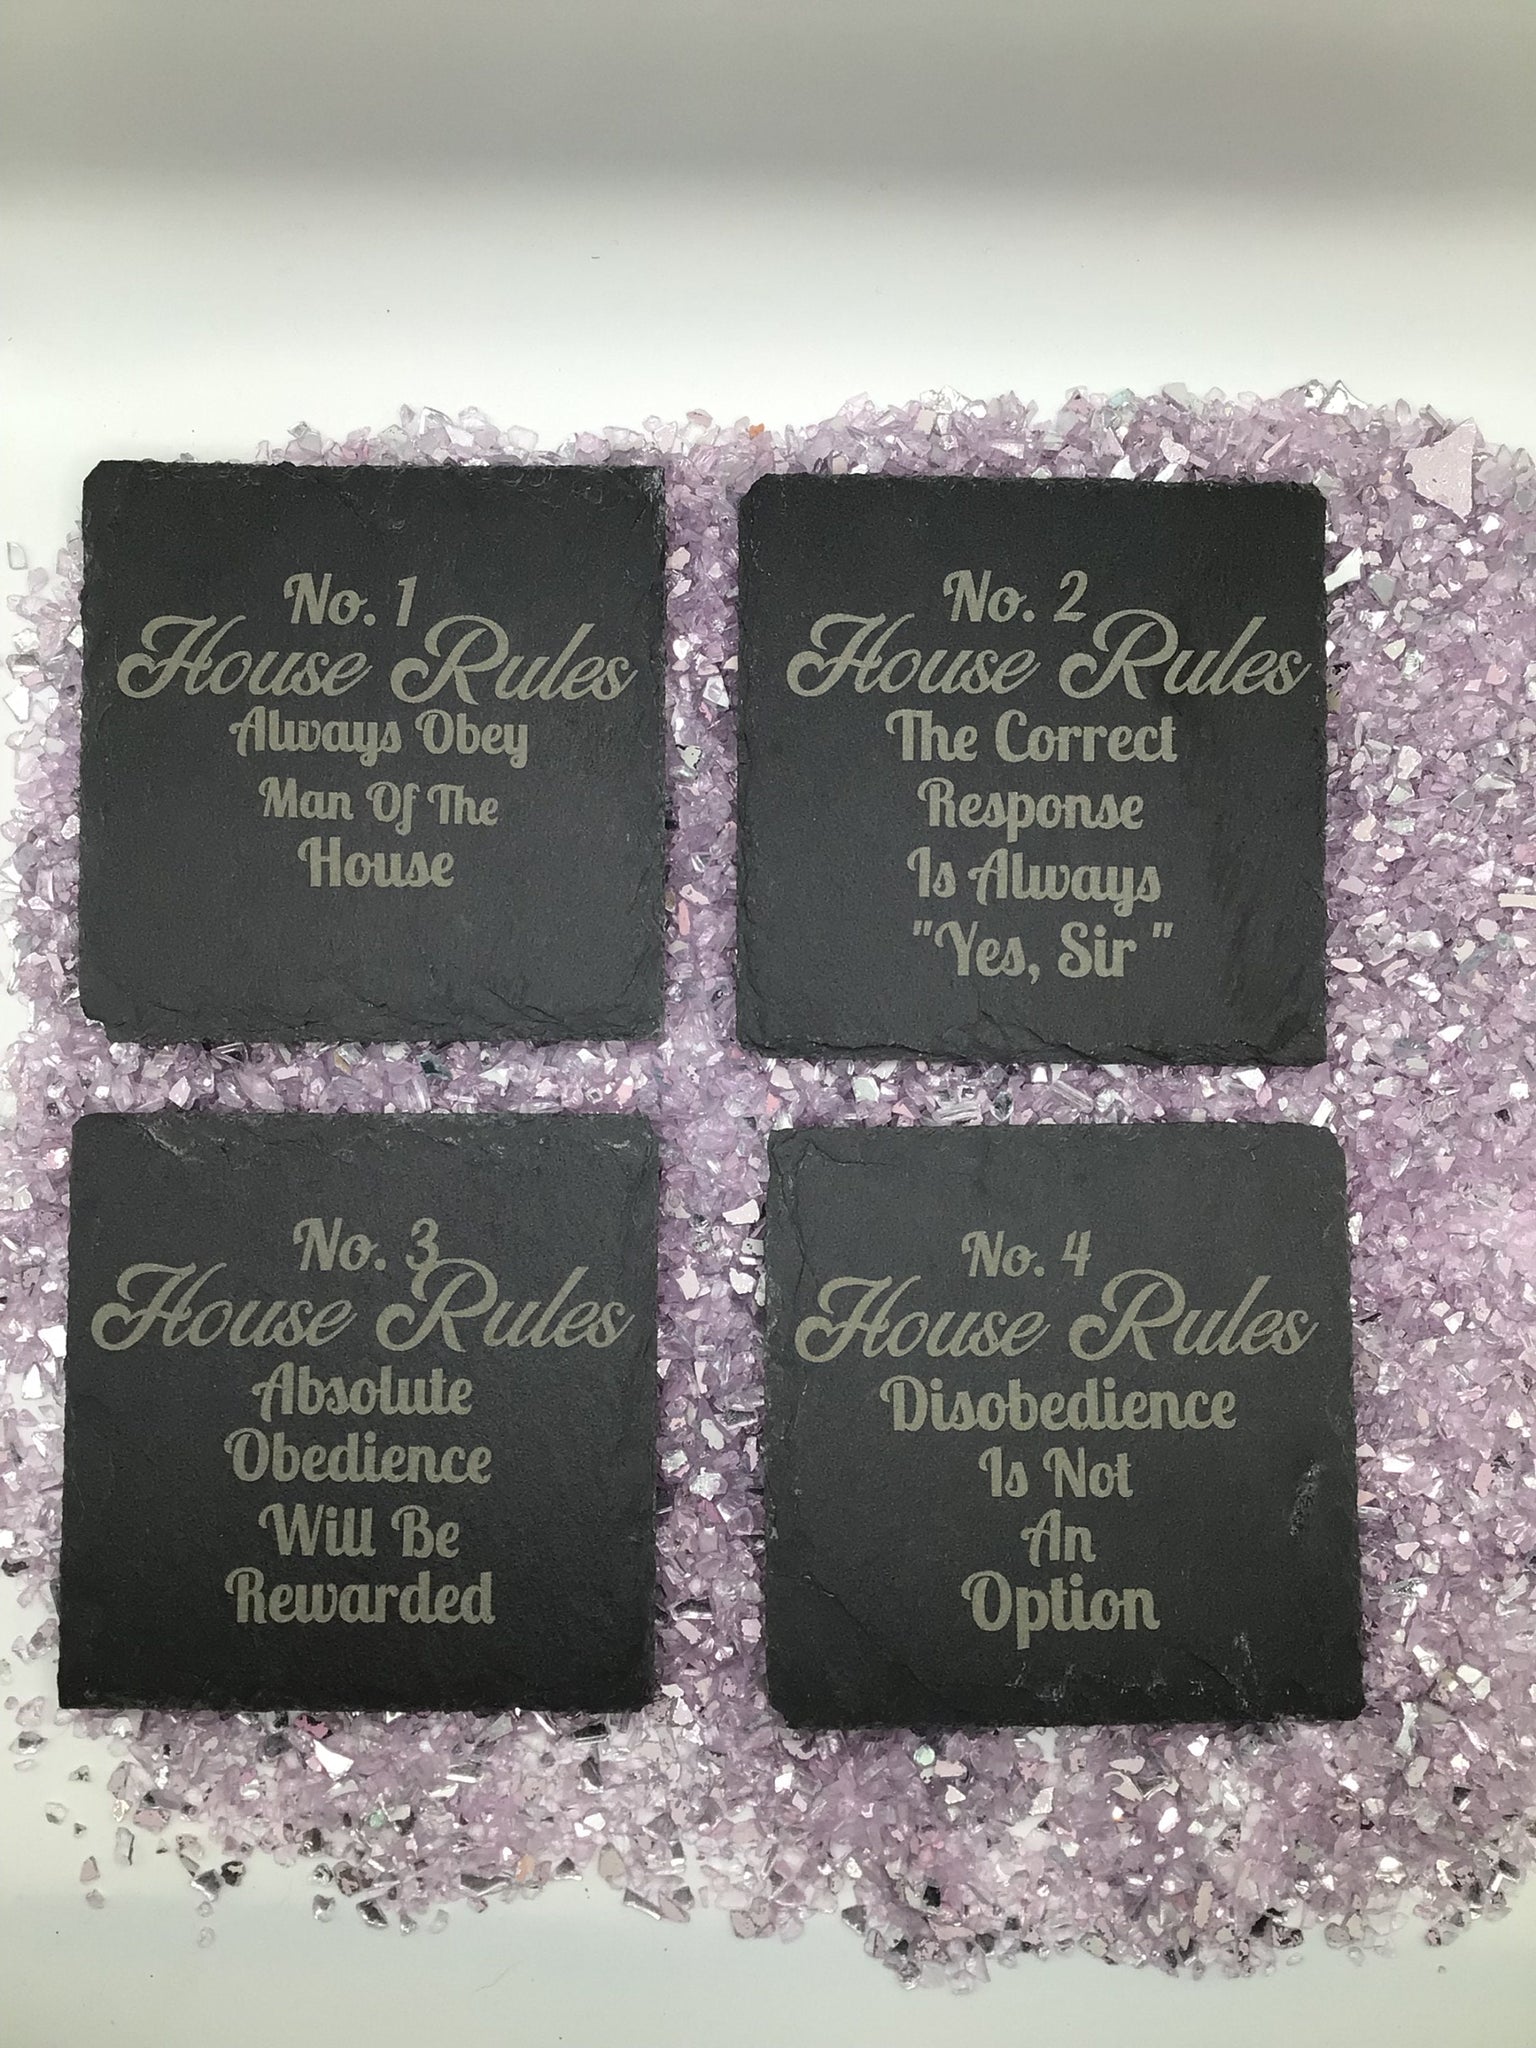 No. 1
House Rules
Always Obey
Man Of The
House
No. 2
House Rules
The Correct
Response
Is Always
"Yes, Sir "
No. 3
House Rules
Absolute
Obedience
Will Be
Rewarded
No. 4
House Rules
Disobedience
Is Not
An
Option